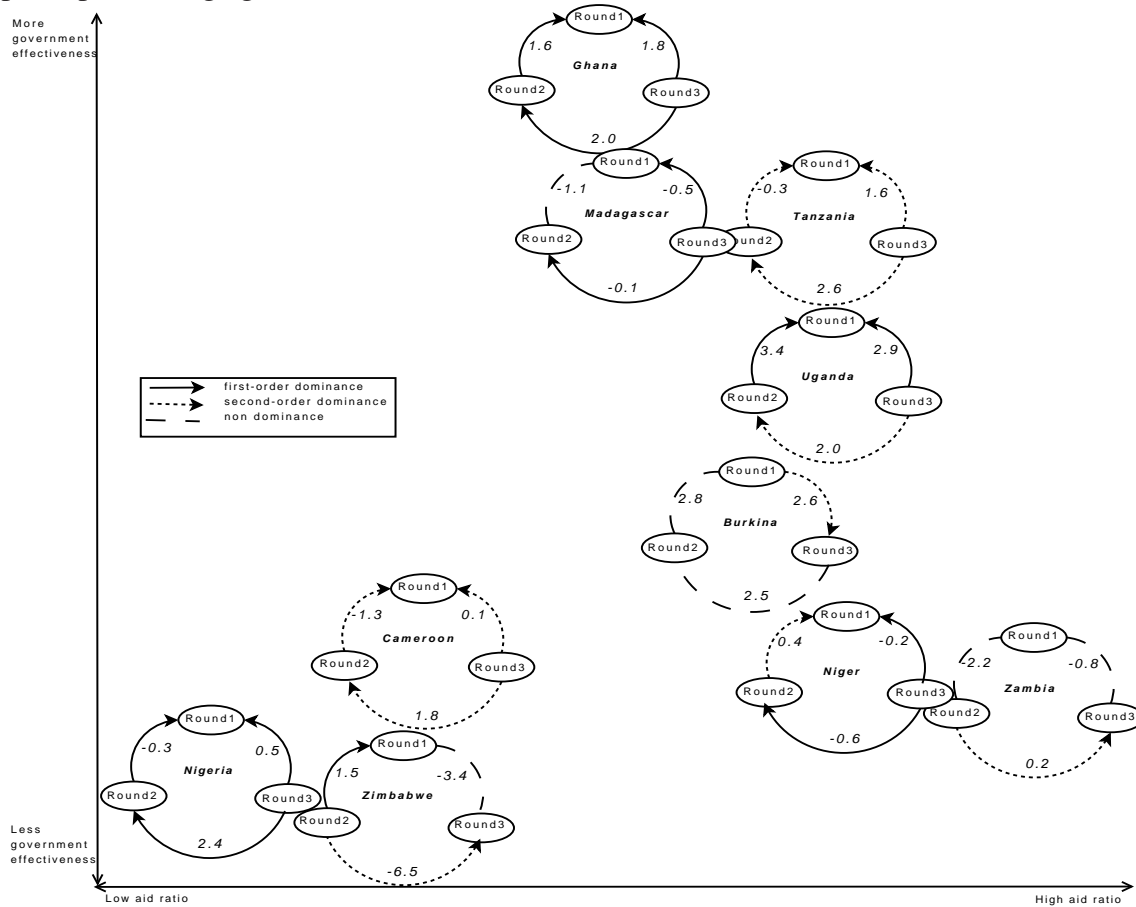 More
government
effectiveness
Round1
1.6
1.8
Ghana
Round2
Round3
2.0
Round1
-1.1
-0.5
Madagascar
Round2
Round3
-0.1
Round1
-0.3
1.6
Tanzania
ound2
Round3
2.6
Round1
3.4
2.9
Uganda
Round2
Round3
2.0
first-order dominance
second-order dominance
non dominance
Round1
2.8
2.6
Burkina
Round2
Round3
2.5
Round1
-1.3
0.1
Cameroon
Round2
Round3
1.8
Round1
0.4
-0.2
Niger
Round2
Round3
-0.6
Round1
-2.2
-0.8
Zambia
Round2
Round3
0.2
Round1
-0.3
0.5
Nigeria
Round2
Round3
2.4
Round1
1.5
-3.4
Zimbabwe
Round2
Round3
-6.5
Less
government
effectiveness
Low aid ratio
High aid ratio